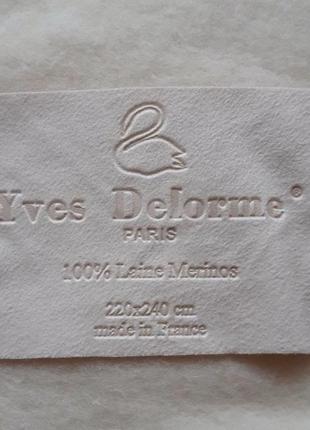 Yves Delorme®
PARIS
100% Laine Merinos
220x240 cm
made in France